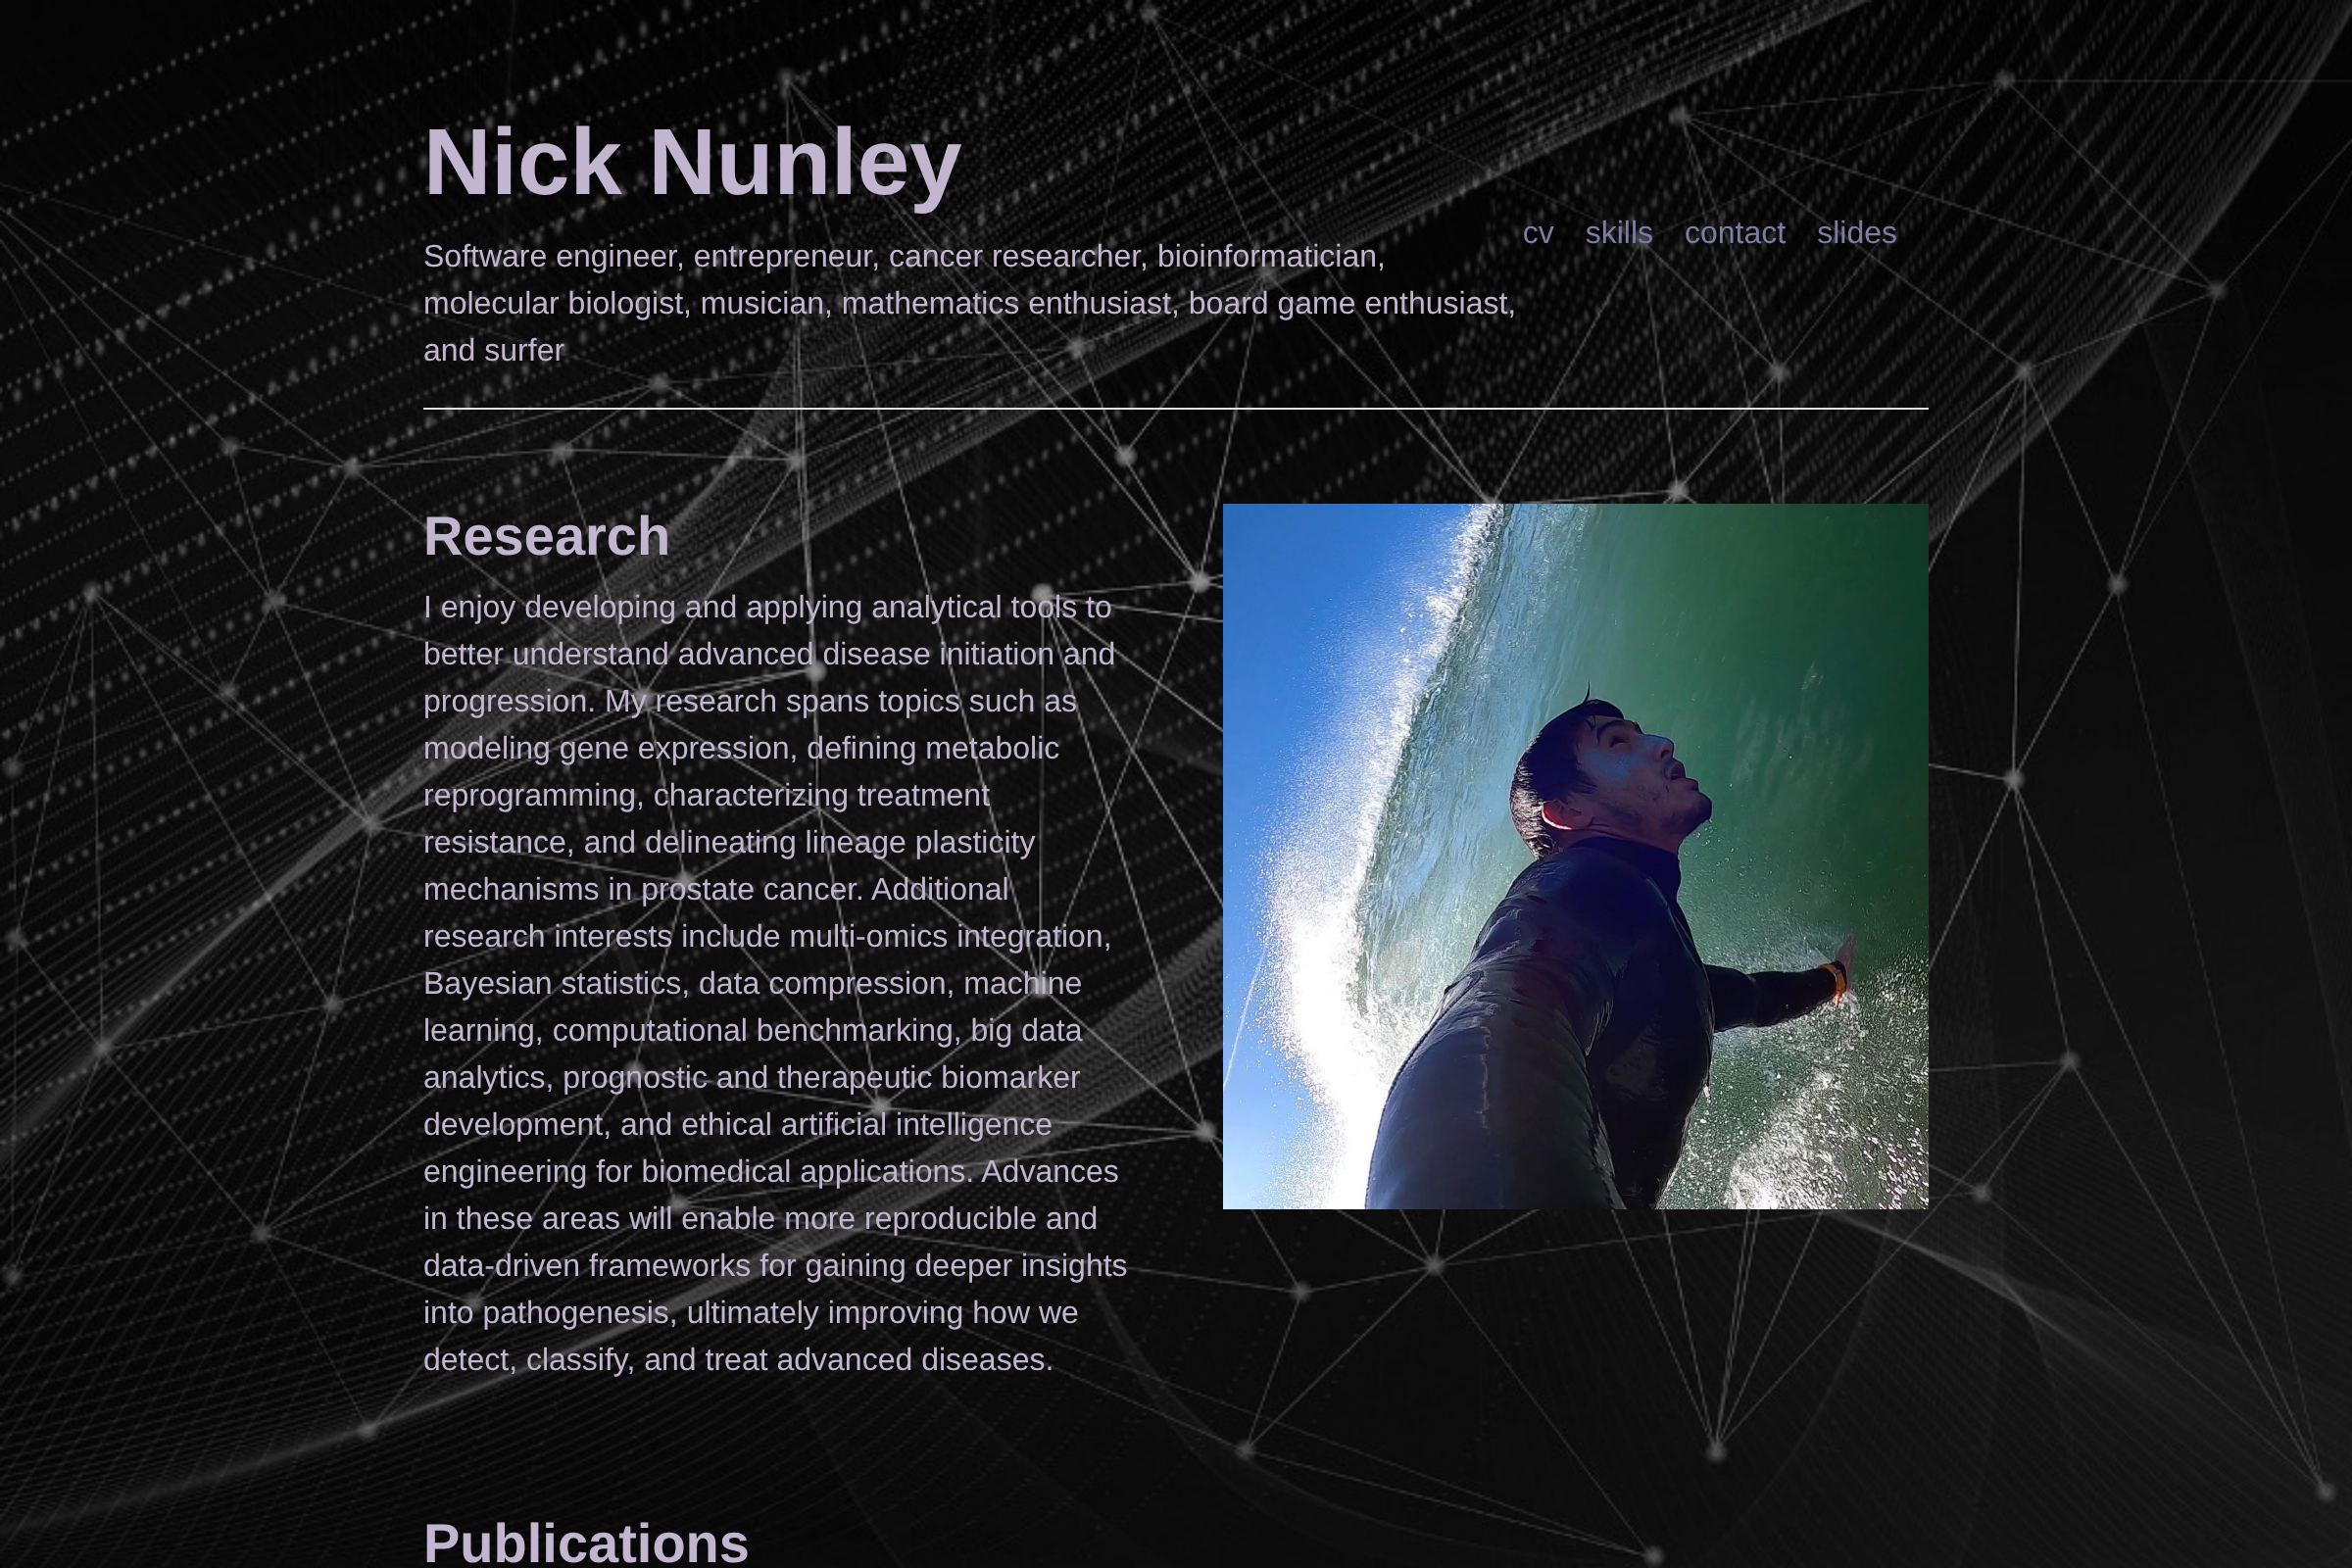 Nick Nunley
cv skills contact slides
Software engineer, entrepreneur, cancer researcher, bioinformatician,
molecular biologist, musician, mathematics enthusiast, board game enthusiast,
and surfer
Research
I enjoy developing and applying analytical tools to
better understand advanced disease initiation and
progression. My research spans topics such as
modeling gene expression, defining metabolic
reprogramming, characterizing treatment
resistance, and delineating lineage plasticity
mechanisms in prostate cancer. Additional
research interests include multi-omics integration,
Bayesian statistics, data compression, machine
learning, computational benchmarking, big data
analytics, prognostic and therapeutic biomarker
development, and ethical artificial intelligence
engineering for biomedical applications. Advances
in these areas will enable more reproducible and
data-driven frameworks for gaining deeper insights
into pathogenesis, ultimately improving how we
detect, classify, and treat advanced diseases.
Publications